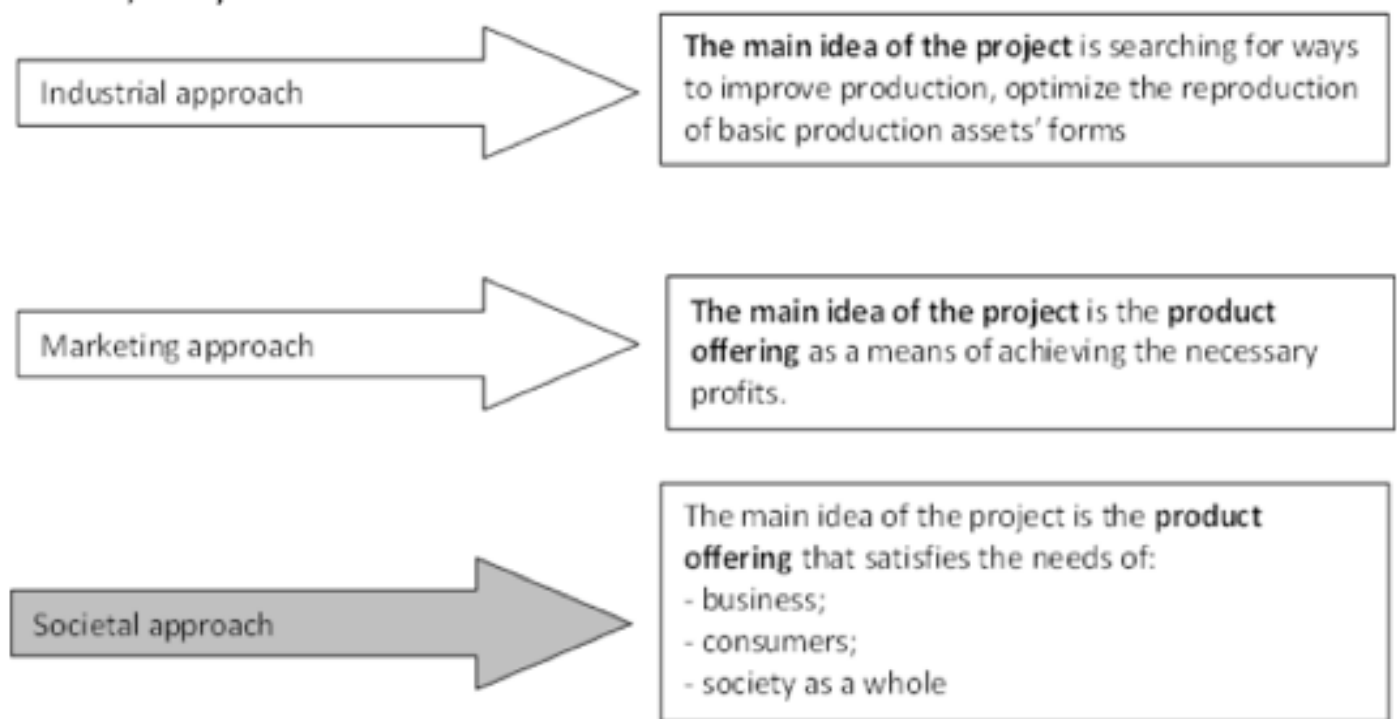 Industrial approach
The main idea of the project is searching for ways
to improve production, optimize the reproduction
of basic production assets’ forms
Marketing approach
The main idea of the project is the product
offering as a means of achieving the necessary
profits.
Societal approach
The main idea of the project is the product
offering that satisfies the needs of:
- business;
- consumers;
- society as a whole